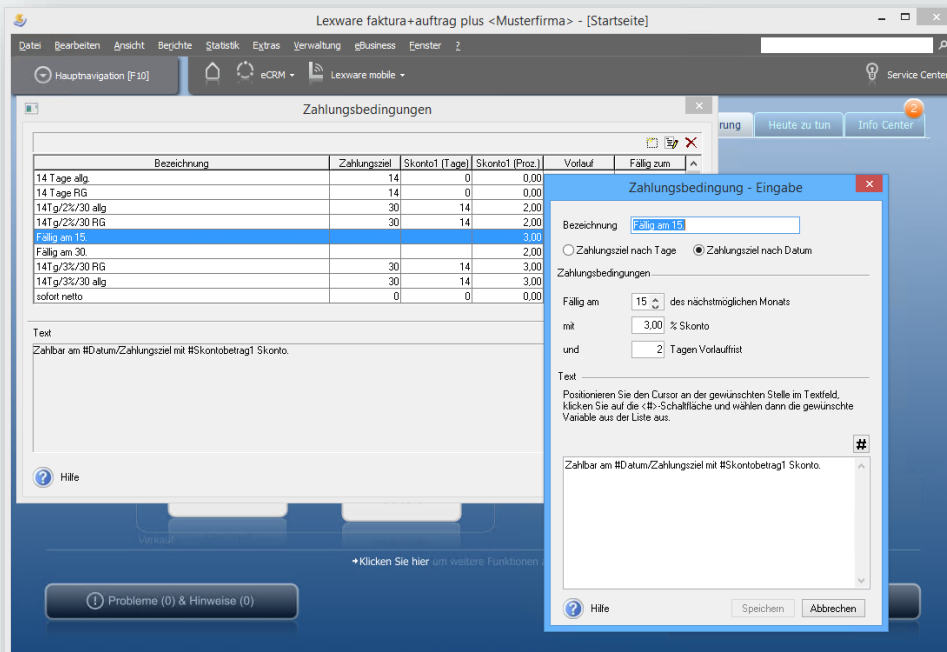 Lexware faktura+auftrag plus <Musterfirma> - [Startseite]
Datei Bearbeiten Ansicht Berichte Statistik Extras Verwaltung eBusiness Fenster ?
Hauptnavigation [F10] eCRM Lexware mobile Service Center
2
rung Heute zu tun Info Center
Zahlungsbedingungen
Bezeichnung Zahlungsziel Skonto1 (Tage) Skonto1 (Proz.) Vorlauf Fällig zum
14 Tage allg. 14 0 0,00
14 Tage RG 14 0 0,00
14Tg/2%/30 allg 30 14 2,00
14Tg/2%/30 RG 30 14 2,00
Fällig am 15. 3,00
Fällig am 30. 2,00
14Tg/3%/30 RG 30 14 3,00
14Tg/3%/30 allg 30 14 3,00
sofort netto 0 0 0,00
Text
Zahlbar am #Datum/Zahlungsziel mit #Skontobetrag1 Skonto.
Hilfe
Zahlungsbedingung - Eingabe
Bezeichnung Fällig am 15.
Zahlungsziel nach Tage Zahlungsziel nach Datum
Zahlungsbedingungen
Fällig am 15 des nächstmöglichen Monats
mit 3,00 % Skonto
und 2 Tagen Vorlauffrist
Text
Positionieren Sie den Cursor an der gewünschten Stelle im Textfeld,
klicken Sie auf die <#>-Schaltfläche und wählen dann die gewünschte
Variable aus der Liste aus.
#
Zahlbar am #Datum/Zahlungsziel mit #Skontobetrag1 Skonto.
Hilfe Speichern Abbrechen
Verkauf
Klicken Sie hier um weitere Funktionen
Probleme (0) & Hinweise (0)